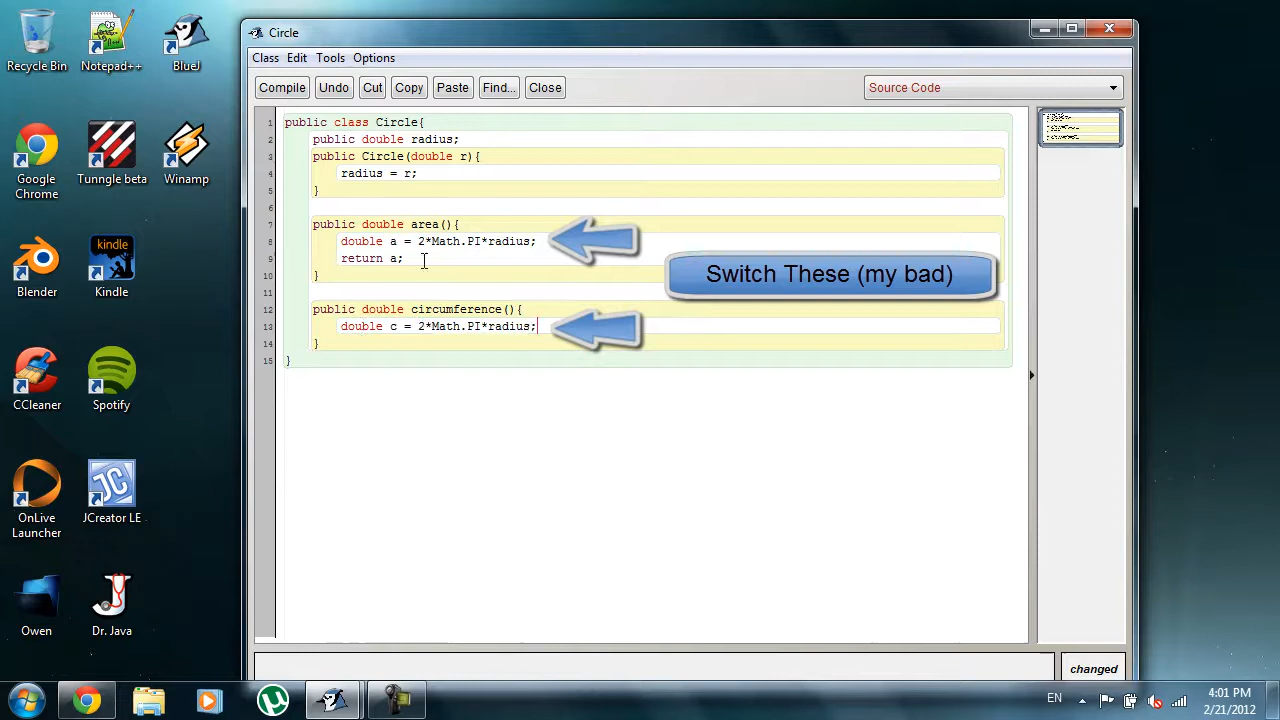 Circle
Class Edit Tools Options
Compile Undo Cut Copy Paste Find... Close Source Code
1 public class Circle{
2 public double radius;
3 public Circle(double r){
4 radius = r;
5 }
6
7 public double area(){
8 double a = 2*Math.PI*radius;
9 return a;
10 }
11
12 public double circumference(){
13 double c = 2*Math.PI*radius;
14 }
15 }
Switch These (my bad)
changed
Recycle Bin
Notepad++
BlueJ
Google
Chrome
Tunngle beta
Winamp
Blender
kindle
Kindle
CCleaner
Spotify
OnLive
Launcher
JC
JCreator LE
Owen
Dr. Java
EN
4:01 PM
2/21/2012